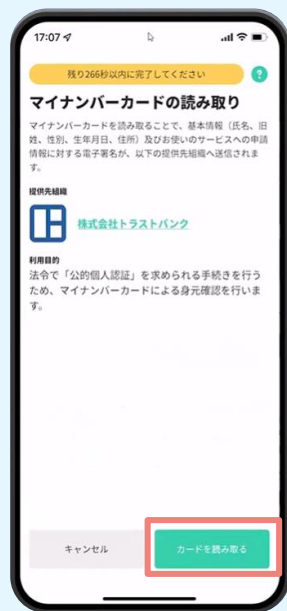 17:07
残り266秒以内に完了してください
?
マイナンバーカードの読み取り
マイナンバーカードを読み取ることで、基本情報（氏名、旧
姓、性別、生年月日、住所）及びお使いのサービスへの申請
情報に対する電子署名が、以下の提供先組織へ送信されま
す。
提供先組織
株式会社トラストバンク
利用目的
法令で「公的個人認証」を求められる手続きを行う
ため、マイナンバーカードによる身元確認を行いま
す。
キャンセル
カードを読み取る